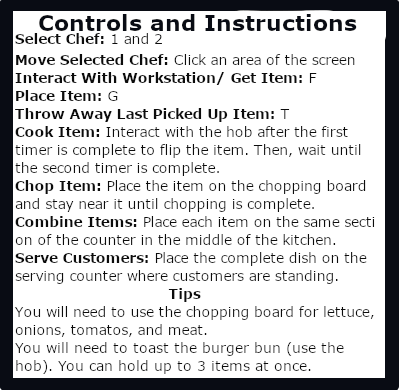 Controls and Instructions
Select Chef: 1 and 2
Move Selected Chef: Click an area of the screen
Interact With Workstation/ Get Item: F
Place Item: G
Throw Away Last Picked Up Item: T
Cook Item: Interact with the hob after the first
timer is complete to flip the item. Then, wait until
the second timer is complete.
Chop Item: Place the item on the chopping board
and stay near it until chopping is complete.
Combine Items: Place each item on the same secti
on of the counter in the middle of the kitchen.
Serve Customers: Place the complete dish on the
serving counter where customers are standing.
Tips
You will need to use the chopping board for lettuce,
onions, tomatos, and meat.
You will need to toast the burger bun (use the
hob). You can hold up to 3 items at once.